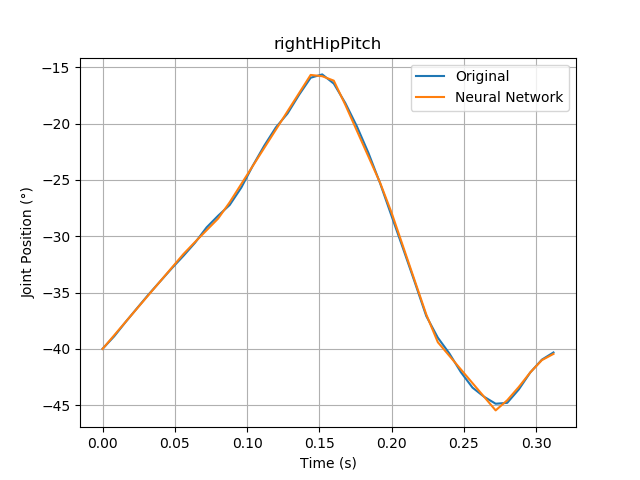 rightHipPitch
Original
Neural Network
−15
−20
−25
−30
−35
−40
−45
Joint Position (°)
0.00 0.05 0.10 0.15 0.20 0.25 0.30
Time (s)